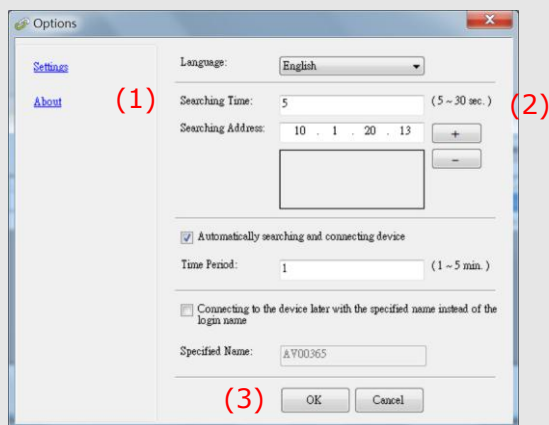 Options
Settings
About
(1)
Language:
English
Searching Time:
5
(5 ~ 30 sec.)
(2)
Searching Address:
10 . 1 . 20 . 13
+
−
Automatically searching and connecting device
Time Period:
1
(1 ~ 5 min.)
Connecting to the device later with the specified name instead of the
login name
Specified Name:
AV00365
(3)
OK
Cancel